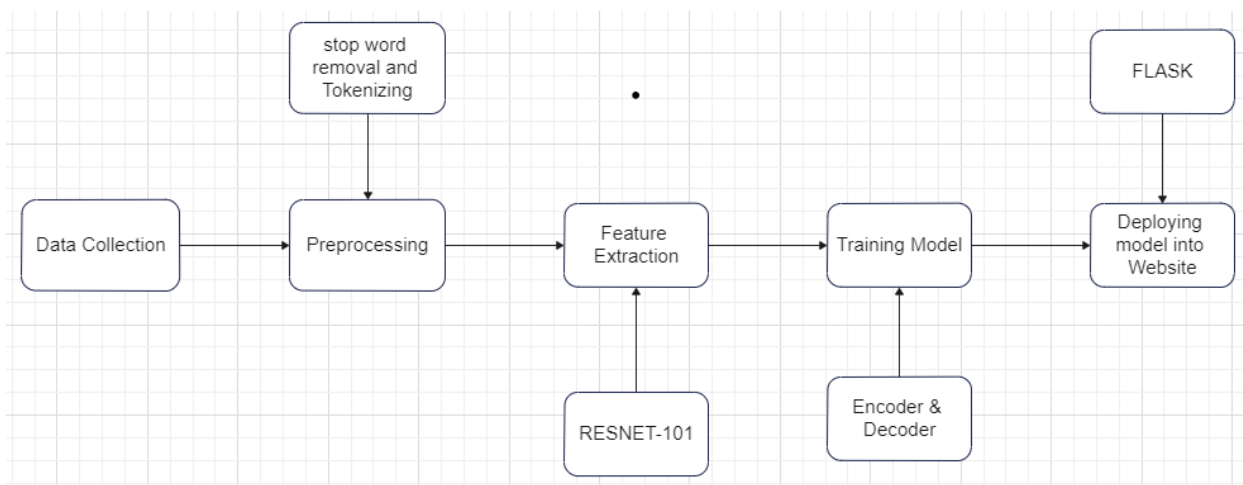 stop word
removal and
Tokenizing
FLASK
Data Collection
Preprocessing
Feature
Extraction
Training Model
Deploying
model into
Website
RESNET-101
Encoder &
Decoder